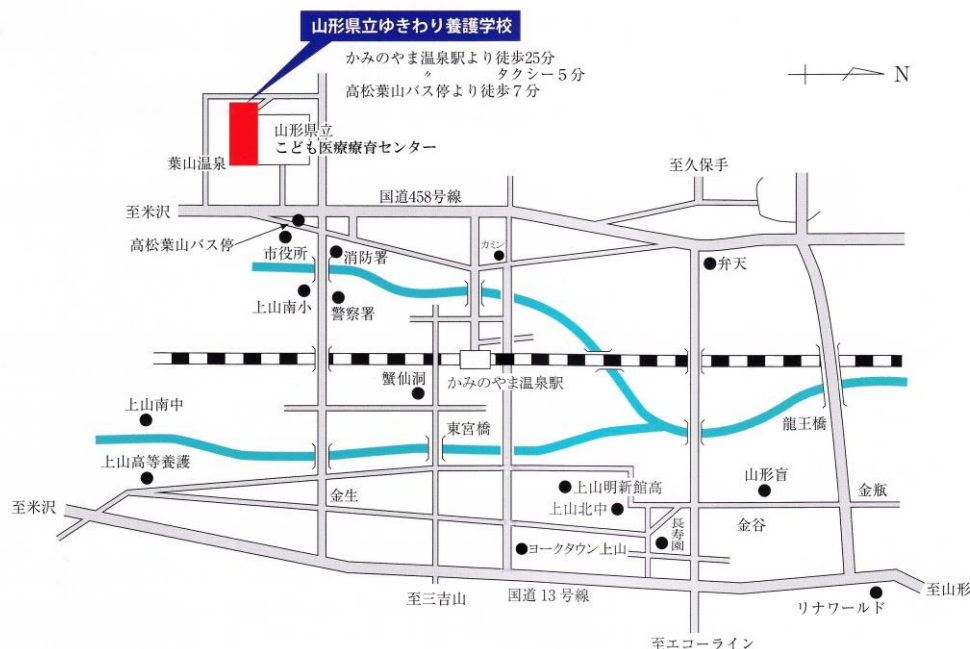 山形県立ゆきわり養護学校
かみのやま温泉駅より徒歩25分
〃 タクシー5分
高松葉山バス停より徒歩7分
N
山形県立
こども医療療育センター
葉山温泉
至久保手
国道458号線
至米沢
高松葉山バス停
市役所
消防署
カミン
弁天
上山南小
警察署
蟹仙洞
かみのやま温泉駅
上山南中
東宮橋
龍王橋
上山高等養護
山形盲
上山明新館高
金瓶
金生
至米沢
上山北中
長寿園
金谷
ヨークタウン上山
至三吉山
国道13号線
リナワールド
至山形
至エコーライン